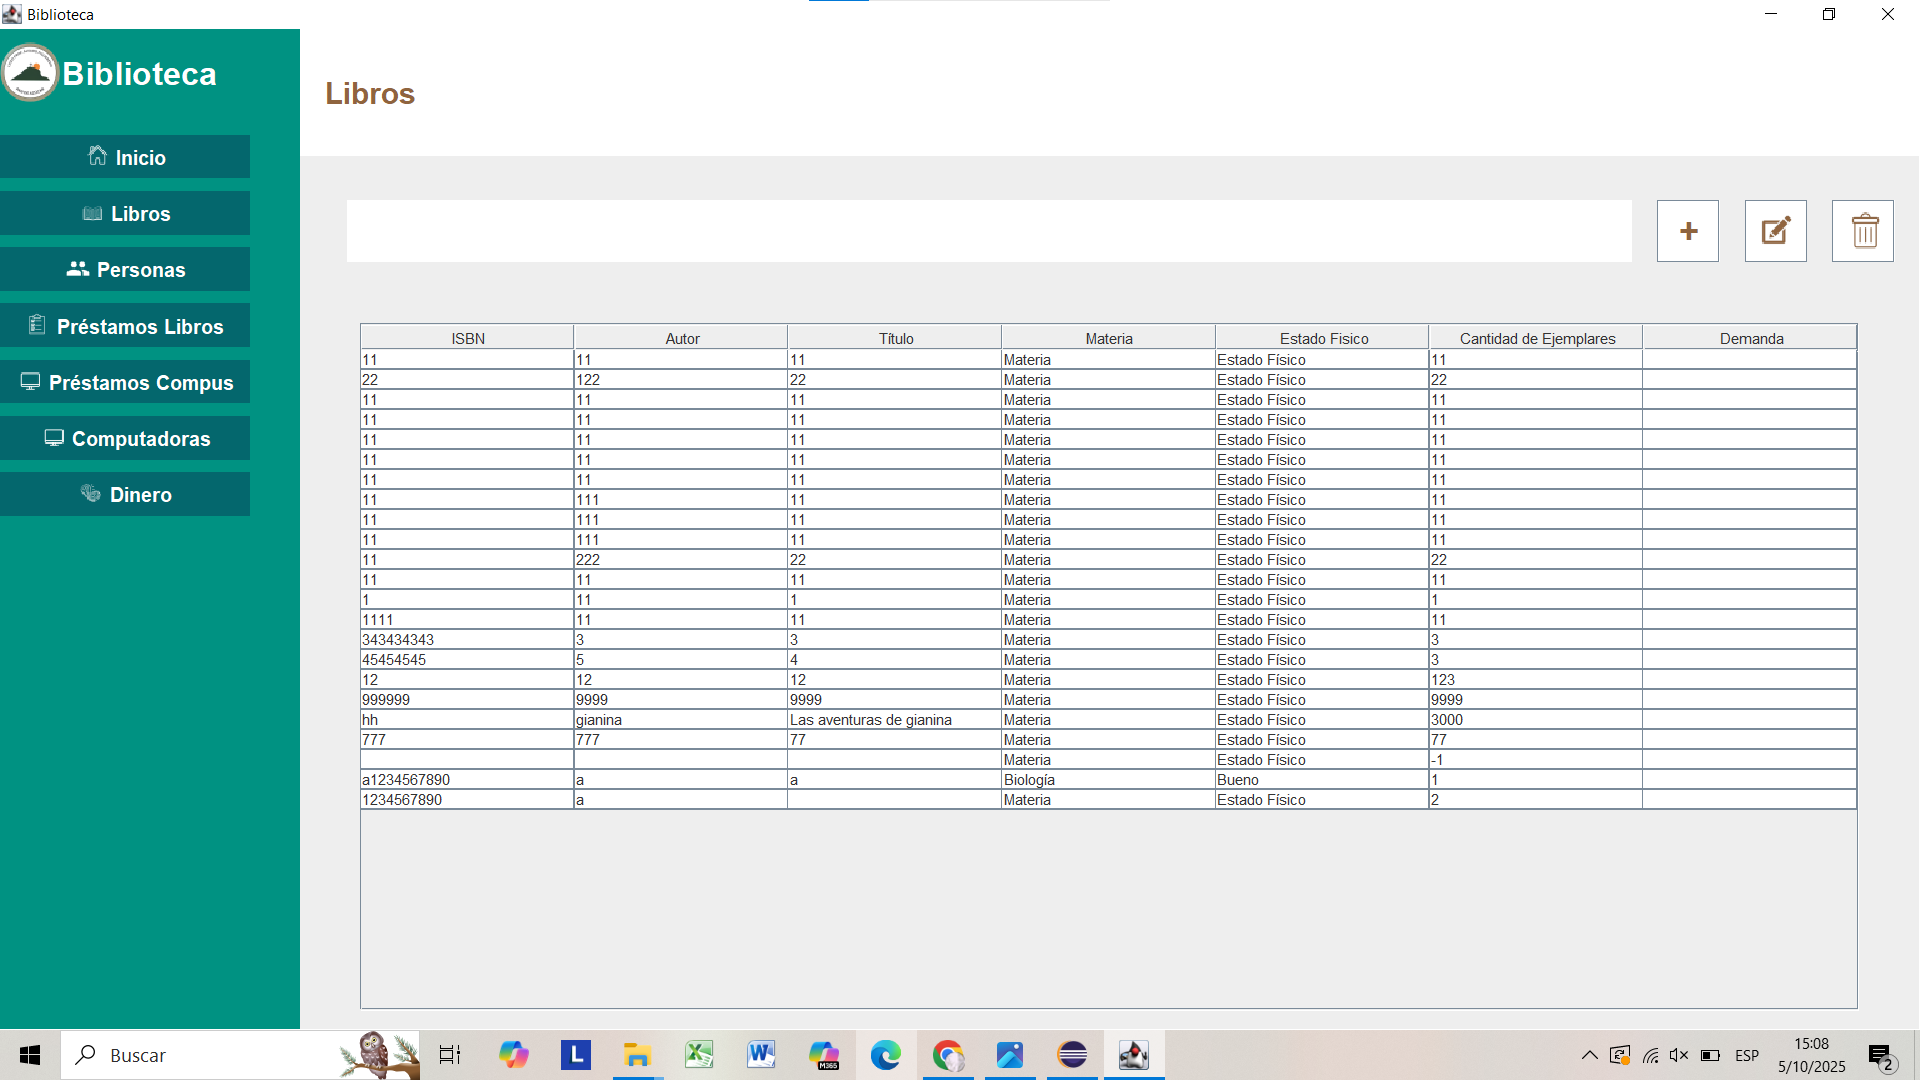 Biblioteca
Biblioteca
Inicio
Libros
Personas
Préstamos Libros
Préstamos Compus
Computadoras
Dinero
Libros
+
ISBN Autor Título Materia Estado Fisico Cantidad de Ejemplares Demanda
11 11 11 Materia Estado Físico 11
22 122 22 Materia Estado Físico 22
11 11 11 Materia Estado Físico 11
11 11 11 Materia Estado Físico 11
11 11 11 Materia Estado Físico 11
11 11 11 Materia Estado Físico 11
11 11 11 Materia Estado Físico 11
11 111 11 Materia Estado Físico 11
11 111 11 Materia Estado Físico 11
11 111 11 Materia Estado Físico 11
11 222 22 Materia Estado Físico 22
11 11 11 Materia Estado Físico 11
1 11 1 Materia Estado Físico 1
1111 11 11 Materia Estado Físico 11
343434343 3 3 Materia Estado Físico 3
45454545 5 4 Materia Estado Físico 3
12 12 12 Materia Estado Físico 123
999999 9999 9999 Materia Estado Físico 9999
hh gianina Las aventuras de gianina Materia Estado Físico 3000
777 777 77 Materia Estado Físico 77
Materia Estado Físico -1
a1234567890 a a Biología Bueno 1
1234567890 a Materia Estado Físico 2
Buscar
L
M365
ESP
15:08
5/10/2025
2